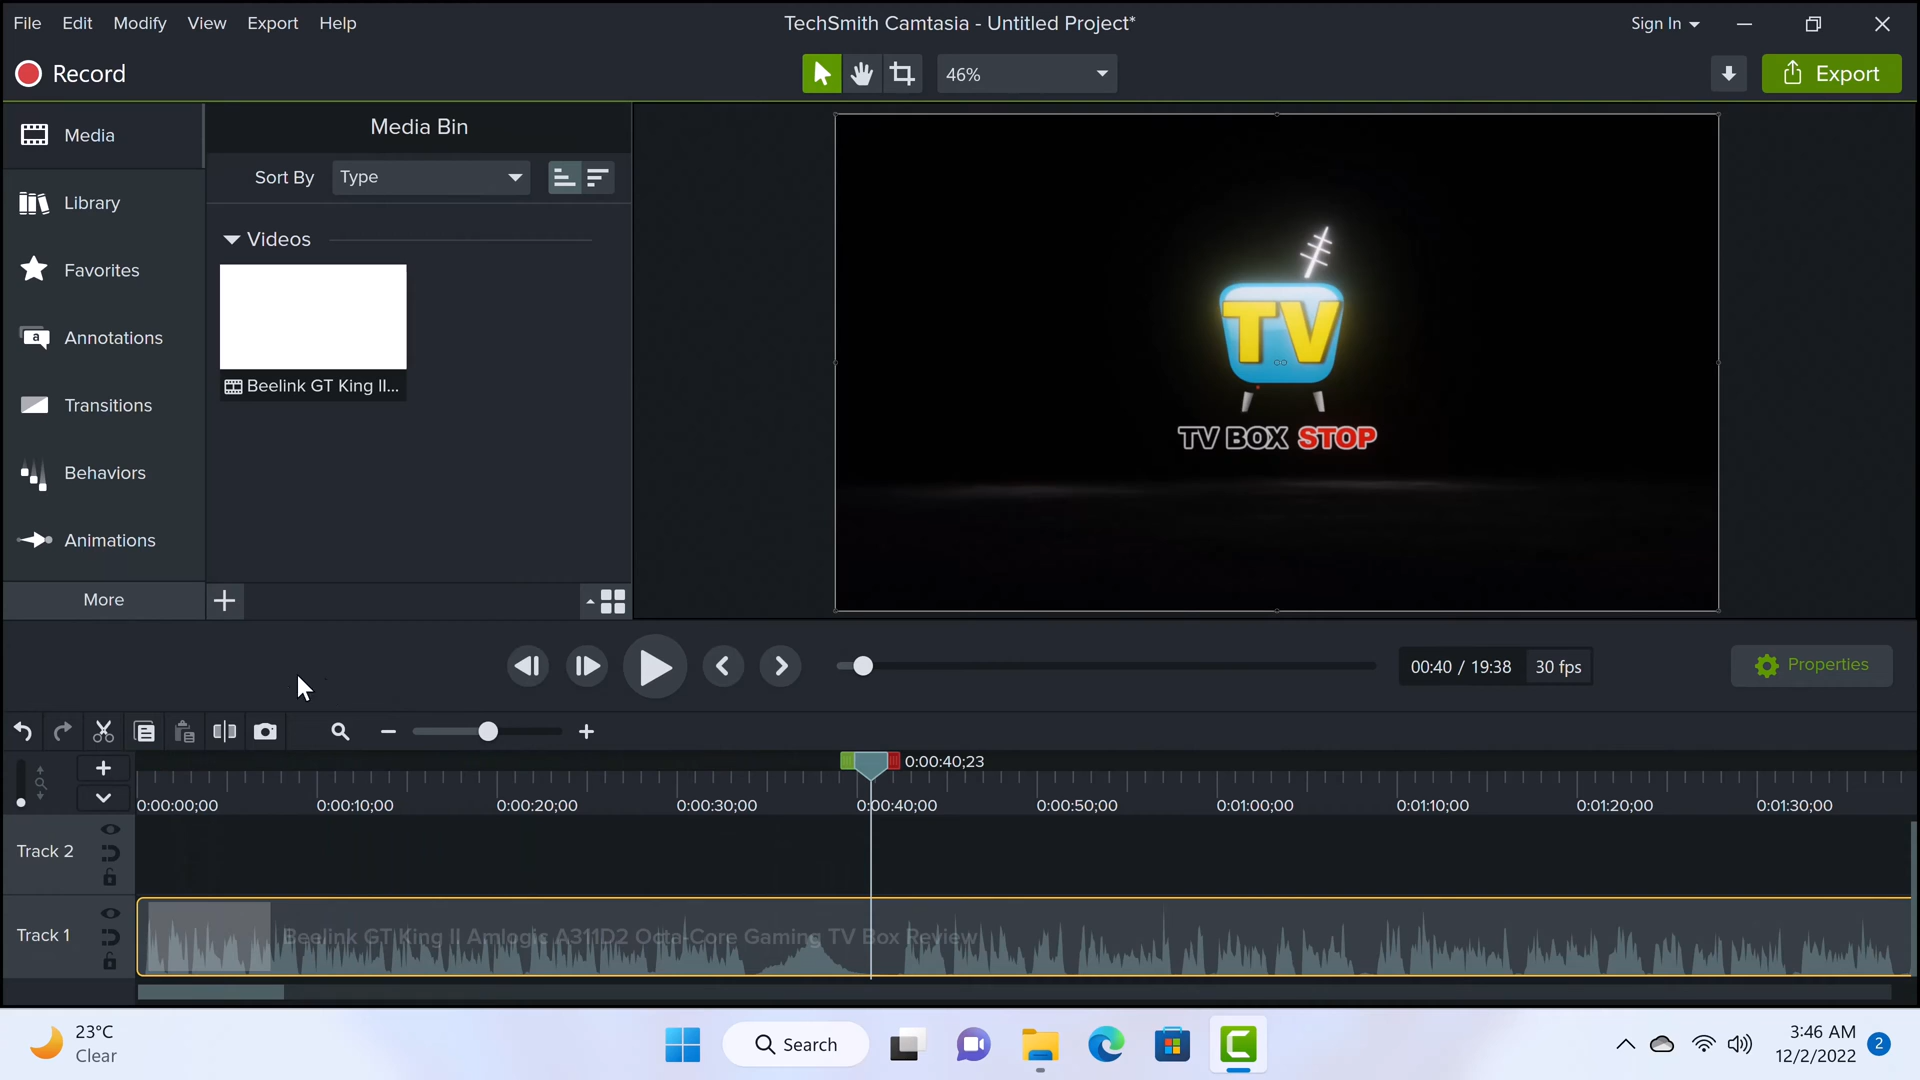 File Edit Modify View Export Help
TechSmith Camtasia - Untitled Project*
Sign In
Record
46%
Export
Media
Library
Favorites
a
Annotations
Transitions
Behaviors
Animations
More
Media Bin
Sort By Type
Videos
Beelink GT King II...
TV
TV BOX STOP
00:40 / 19:38 30 fps
Properties
0:00:40;23
0:00:00;00 0:00:10;00 0:00:20;00 0:00:30;00 0:00:40;00 0:00:50;00 0:01:00;00 0:01:10;00 0:01:20;00 0:01:30;00
Track 2
Track 1
Beelink GT King II Amlogic A311D2 Octa-Core Gaming TV Box Review
23°C
Clear
Search
3:46 AM
12/2/2022
2